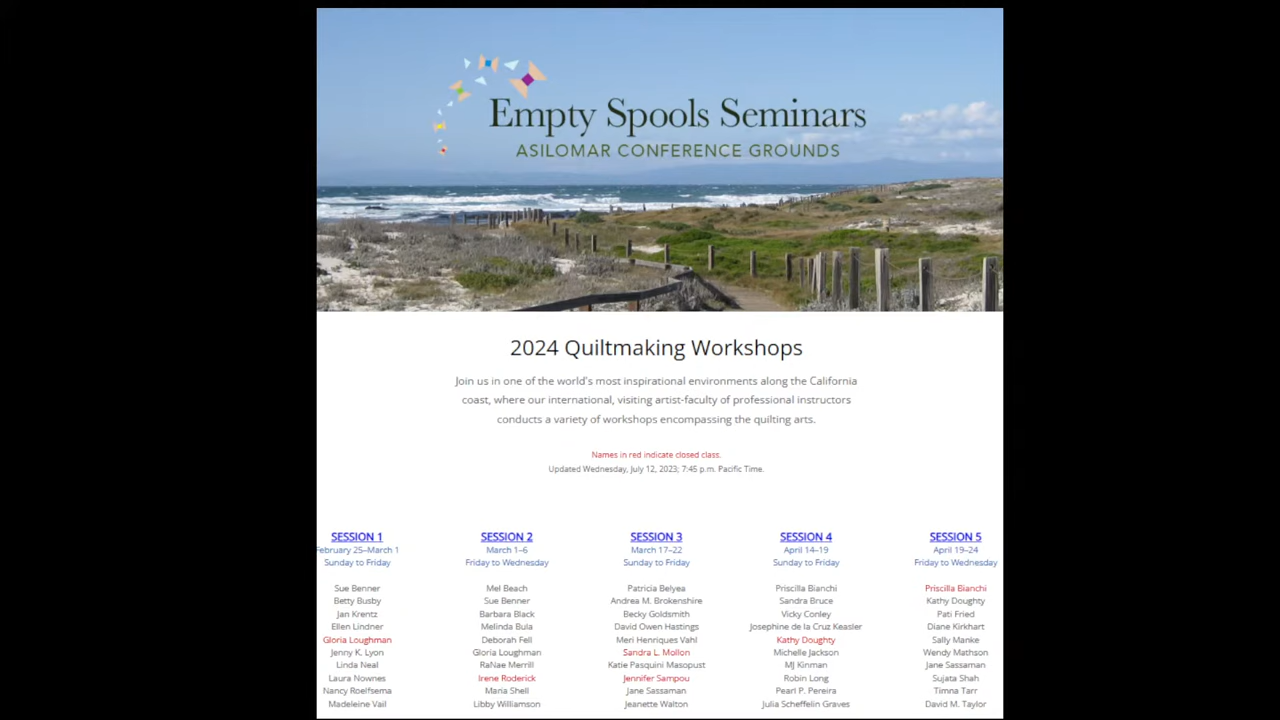 Empty Spools Seminars
ASILOMAR CONFERENCE GROUNDS
2024 Quiltmaking Workshops
Join us in one of the world's most inspirational environments along the California
coast, where our international, visiting artist-faculty of professional instructors
conducts a variety of workshops encompassing the quilting arts.
Names in red indicate closed class.
Updated Wednesday, July 12, 2023; 7:45 p.m. Pacific Time.
SESSION 1
February 25–March 1
Sunday to Friday
Sue Benner
Betty Busby
Jan Krentz
Ellen Lindner
Gloria Loughman
Jenny K. Lyon
Linda Neal
Laura Nownes
Nancy Roelfsema
Madeleine Vail
SESSION 2
March 1–6
Friday to Wednesday
Mel Beach
Sue Benner
Barbara Black
Melinda Bula
Deborah Fell
Gloria Loughman
RaNae Merrill
Irene Roderick
Maria Shell
Libby Williamson
SESSION 3
March 17–22
Sunday to Friday
Patricia Belyea
Andrea M. Brokenshire
Becky Goldsmith
David Owen Hastings
Meri Henriques Vahl
Sandra L. Mollon
Katie Pasquini Masopust
Jennifer Sampou
Jane Sassaman
Jeanette Walton
SESSION 4
April 14–19
Sunday to Friday
Priscilla Bianchi
Sandra Bruce
Vicky Conley
Josephine de la Cruz Keasler
Kathy Doughty
Michelle Jackson
MJ Kinman
Robin Long
Pearl P. Pereira
Julia Scheffelin Graves
SESSION 5
April 19–24
Friday to Wednesday
Priscilla Bianchi
Kathy Doughty
Pati Fried
Diane Kirkhart
Sally Manke
Wendy Mathson
Jane Sassaman
Sujata Shah
Timna Tarr
David M. Taylor